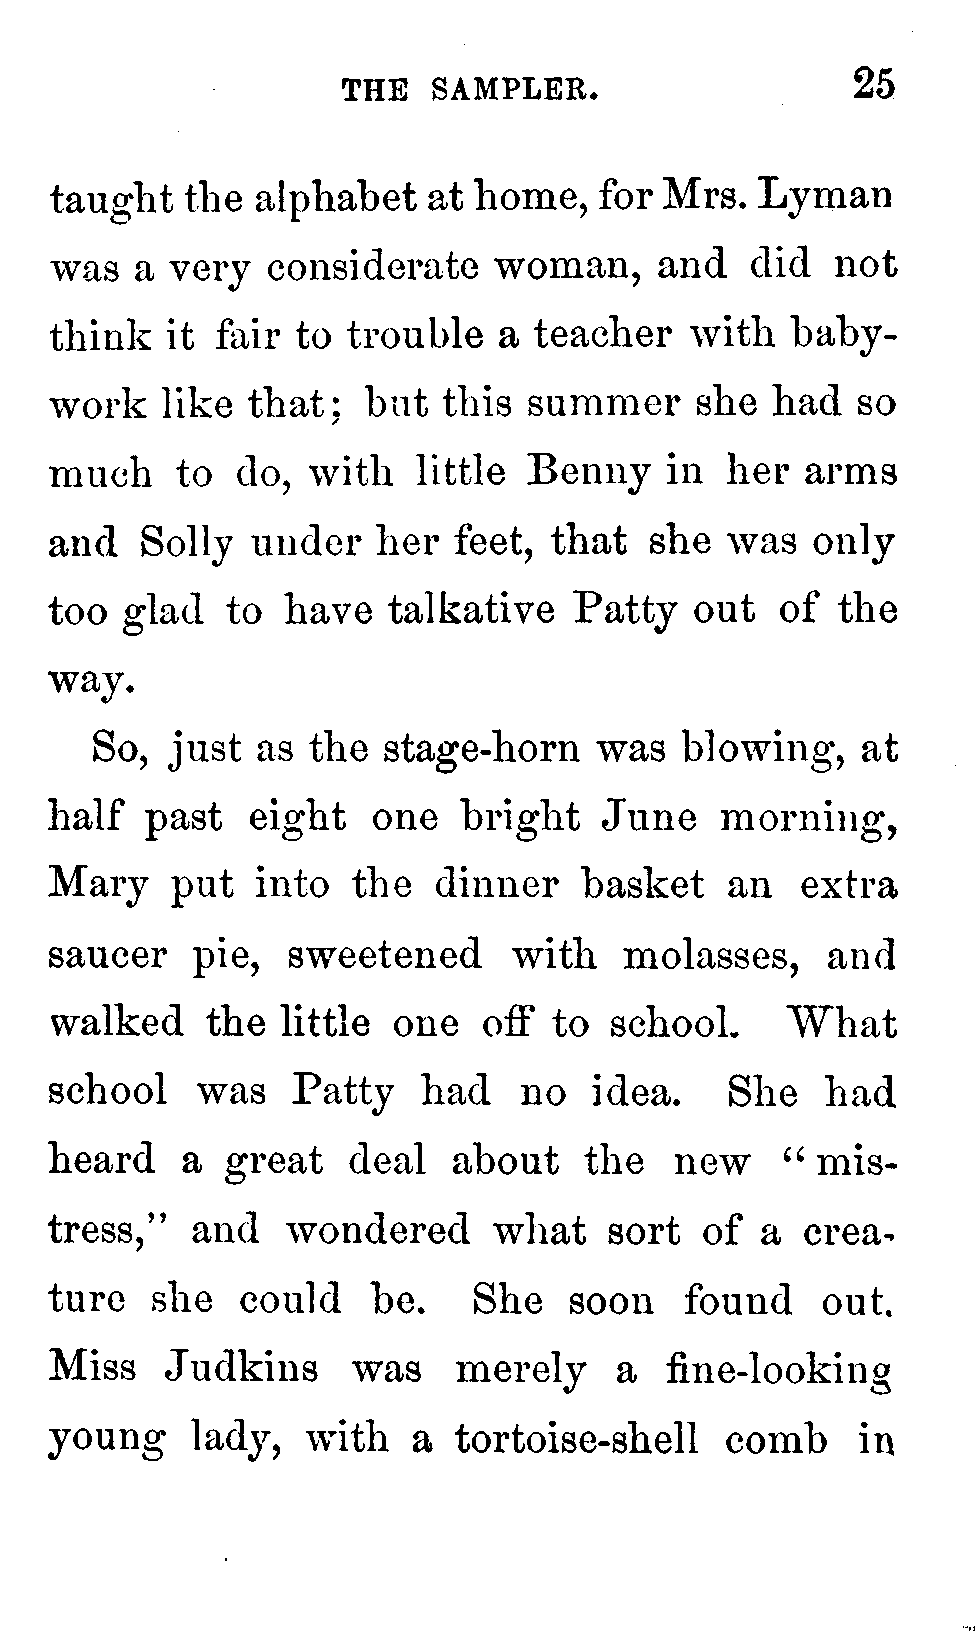 THE SAMPLER. 25
taught the alphabet at home, for Mrs. Lyman
was a very considerate woman, and did not
think it fair to trouble a teacher with baby-
work like that; but this summer she had so
much to do, with little Benny in her arms
and Solly under her feet, that she was only
too glad to have talkative Patty out of the
way.
So, just as the stage-horn was blowing, at
half past eight one bright June morning,
Mary put into the dinner basket an extra
saucer pie, sweetened with molasses, and
walked the little one off to school. What
school was Patty had no idea. She had
heard a great deal about the new “ mis-
tress,” and wondered what sort of a crea-
ture she could be. She soon found out.
Miss Judkins was merely a fine-looking
young lady, with a tortoise-shell comb in